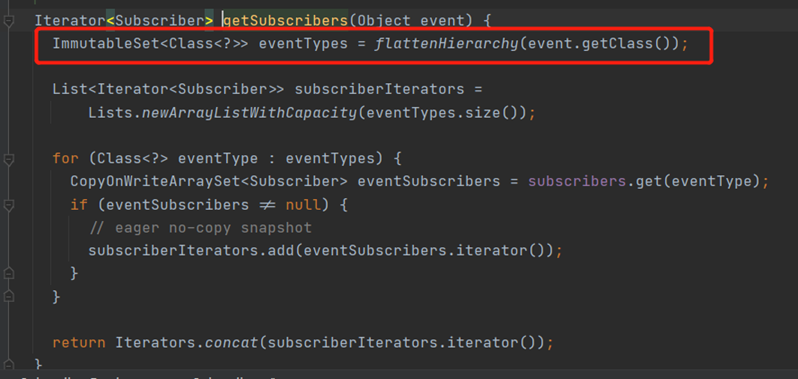 Iterator<Subscriber> getSubscribers(Object event) {
ImmutableSet<Class<?>> eventTypes = flattenHierarchy(event.getClass());
List<Iterator<Subscriber>> subscriberIterators =
Lists.newArrayListWithCapacity(eventTypes.size());
for (Class<?> eventType : eventTypes) {
CopyOnWriteArraySet<Subscriber> eventSubscribers = subscribers.get(eventType);
if (eventSubscribers ≠ null) {
// eager no-copy snapshot
subscriberIterators.add(eventSubscribers.iterator());
}
}
return Iterators.concat(subscriberIterators.iterator());
}